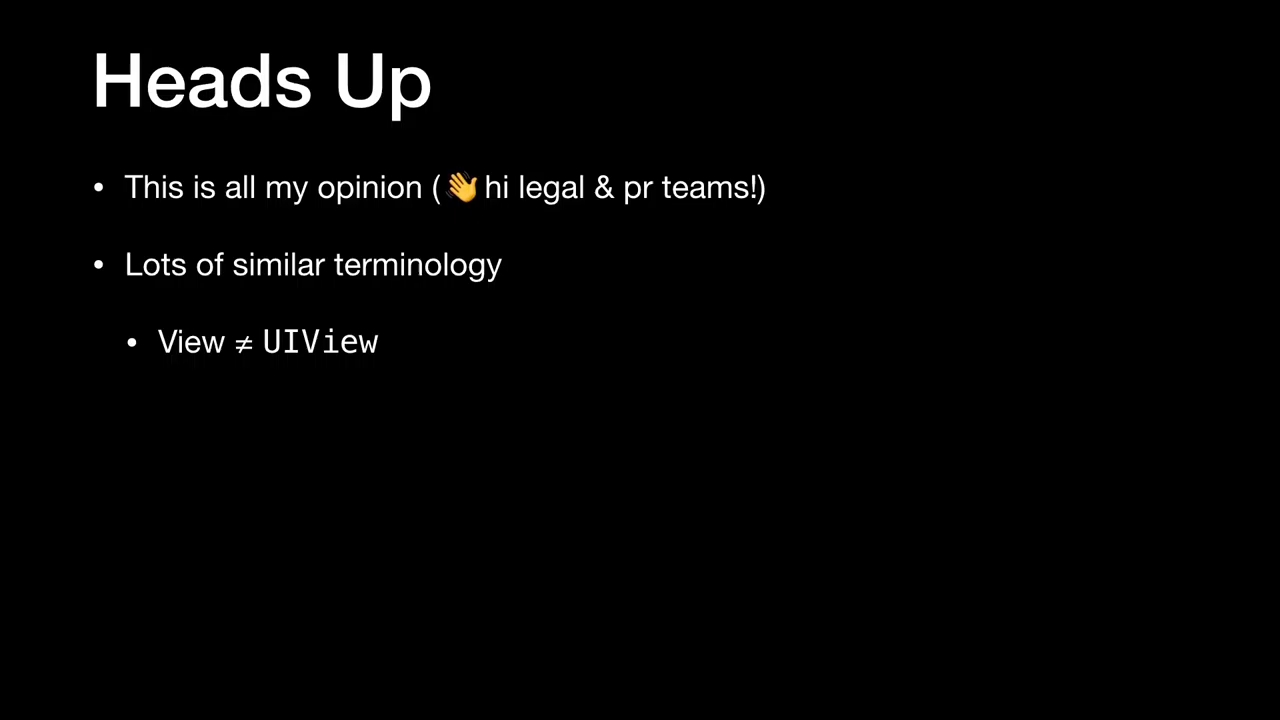 Heads Up
• This is all my opinion (👋 hi legal & pr teams!)
• Lots of similar terminology
• View ≠ UIView